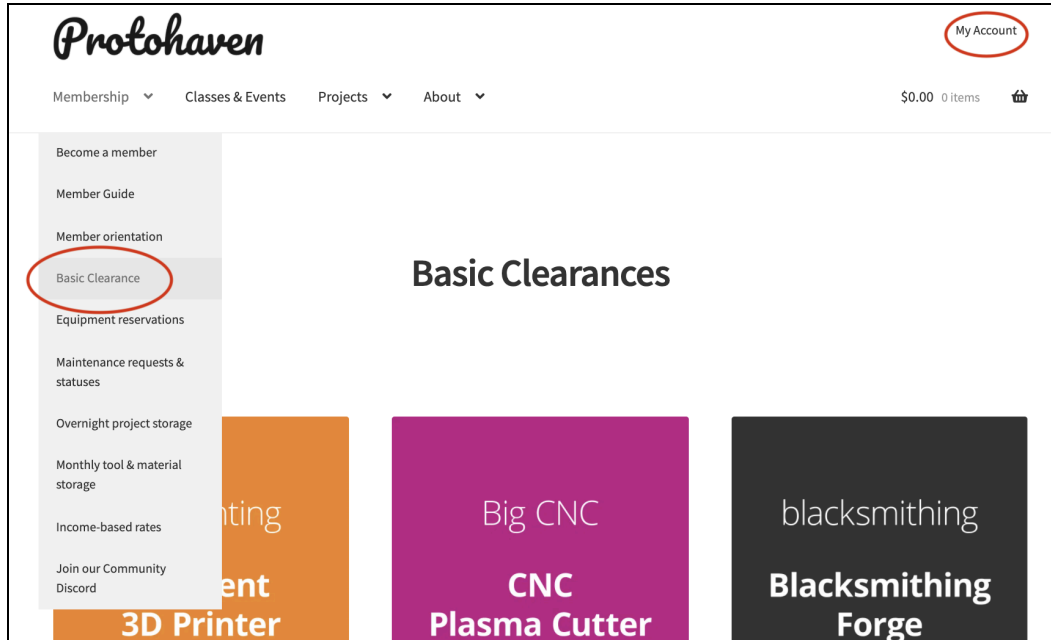 Protohaven
My Account
Membership
Classes & Events
Projects
About
$0.00 0 items
Become a member
Member Guide
Member orientation
Basic Clearance
Equipment reservations
Maintenance requests &
statuses
Overnight project storage
Monthly tool & material
storage
Income-based rates
Join our Community
Discord
Basic Clearances
nting
ent
3D Printer
Big CNC
CNC
Plasma Cutter
blacksmithing
Blacksmithing
Forge